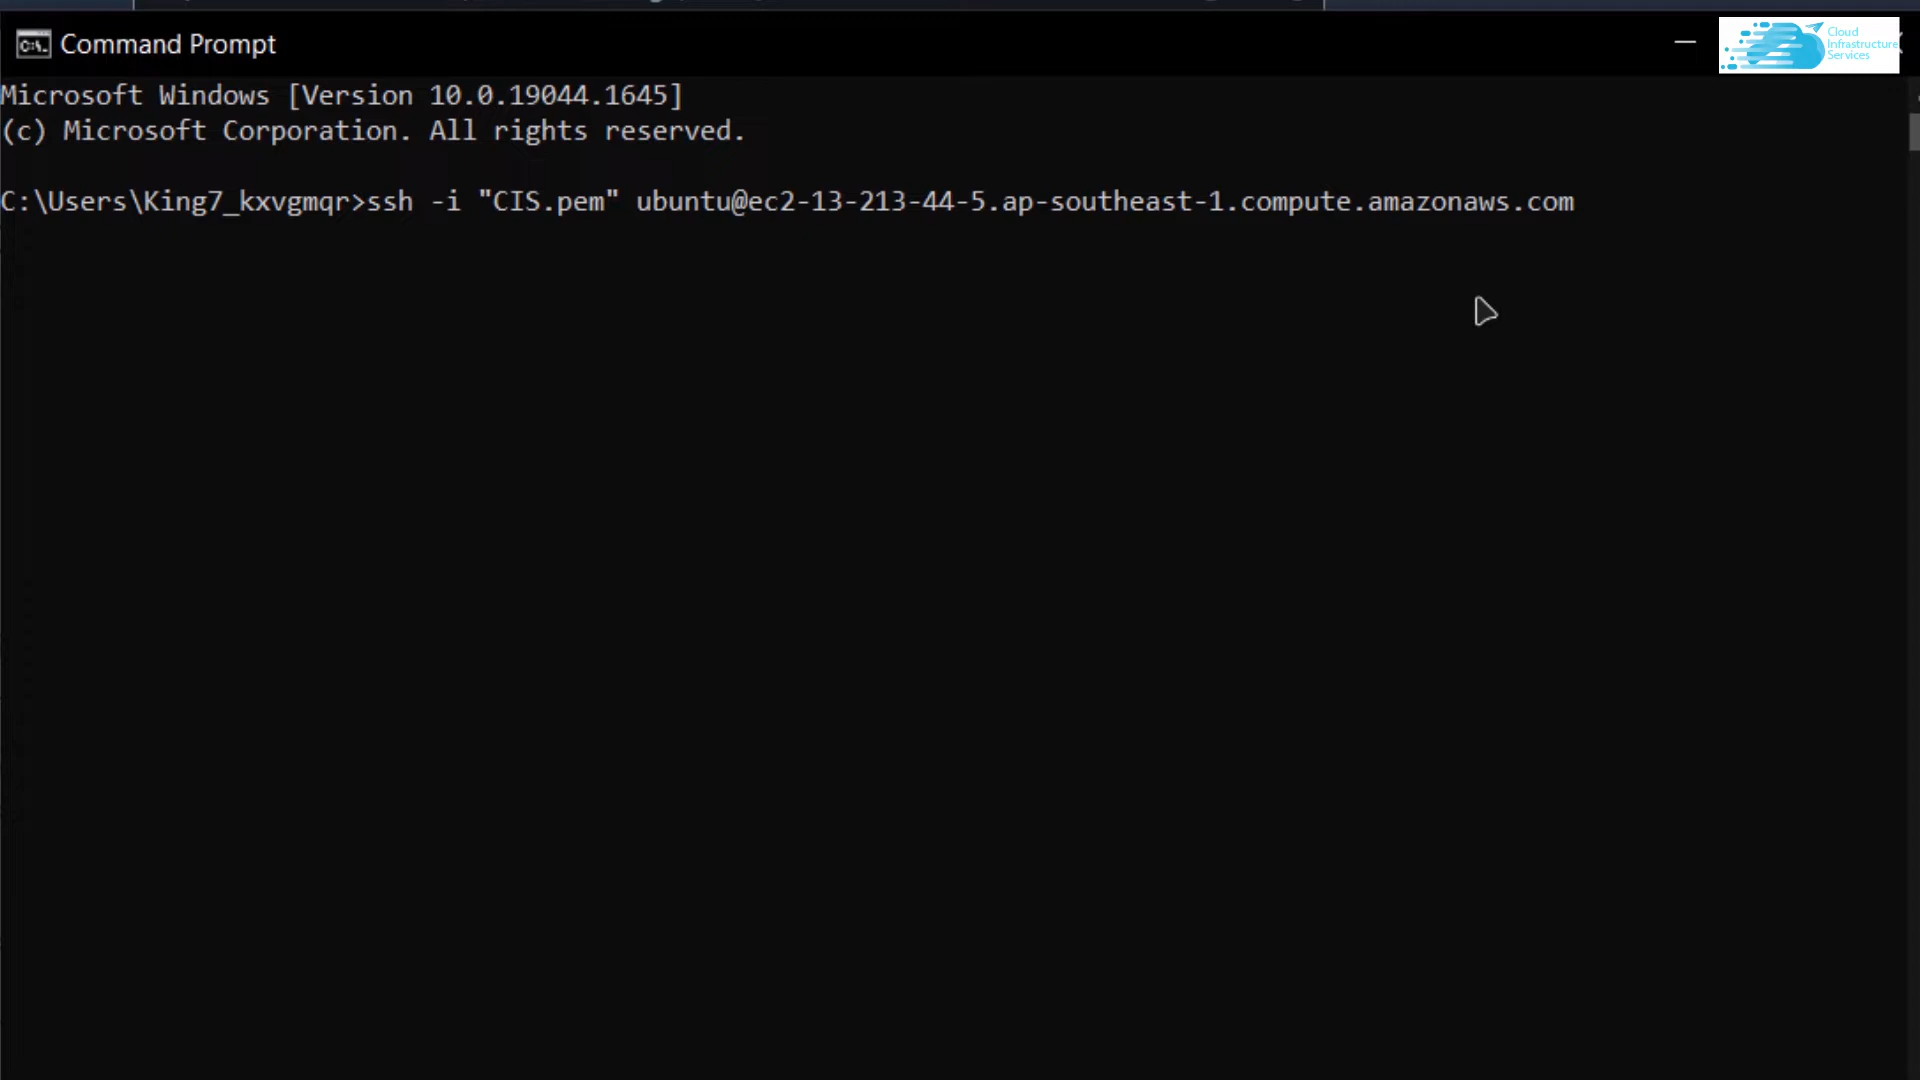 Command Prompt
Cloud
Infrastructure
Services
Microsoft Windows [Version 10.0.19044.1645]
(c) Microsoft Corporation. All rights reserved.
C:\Users\King7_kxvgmqr>ssh -i "CIS.pem" ubuntu@ec2-13-213-44-5.ap-southeast-1.compute.amazonaws.com